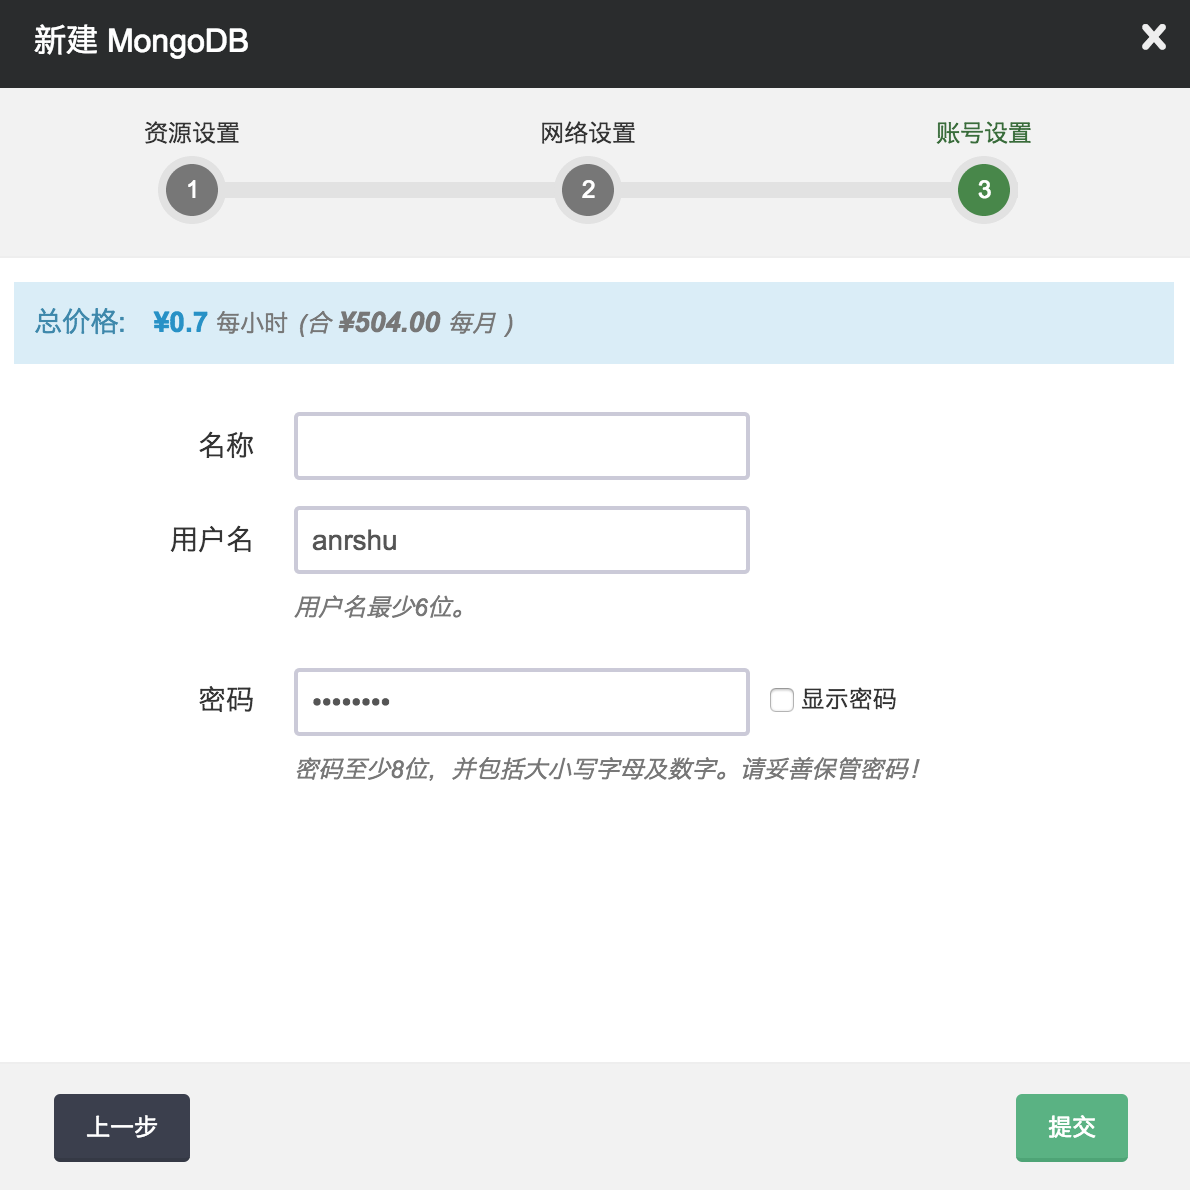 新建 MongoDB
资源设置 网络设置 账号设置
1 2 3
总价格: ¥0.7 每小时 (合 ¥504.00 每月 )
名称
用户名 anrshu
用户名最少6位。
密码 •••••••• 显示密码
密码至少8位，并包括大小写字母及数字。请妥善保管密码！
上一步 提交